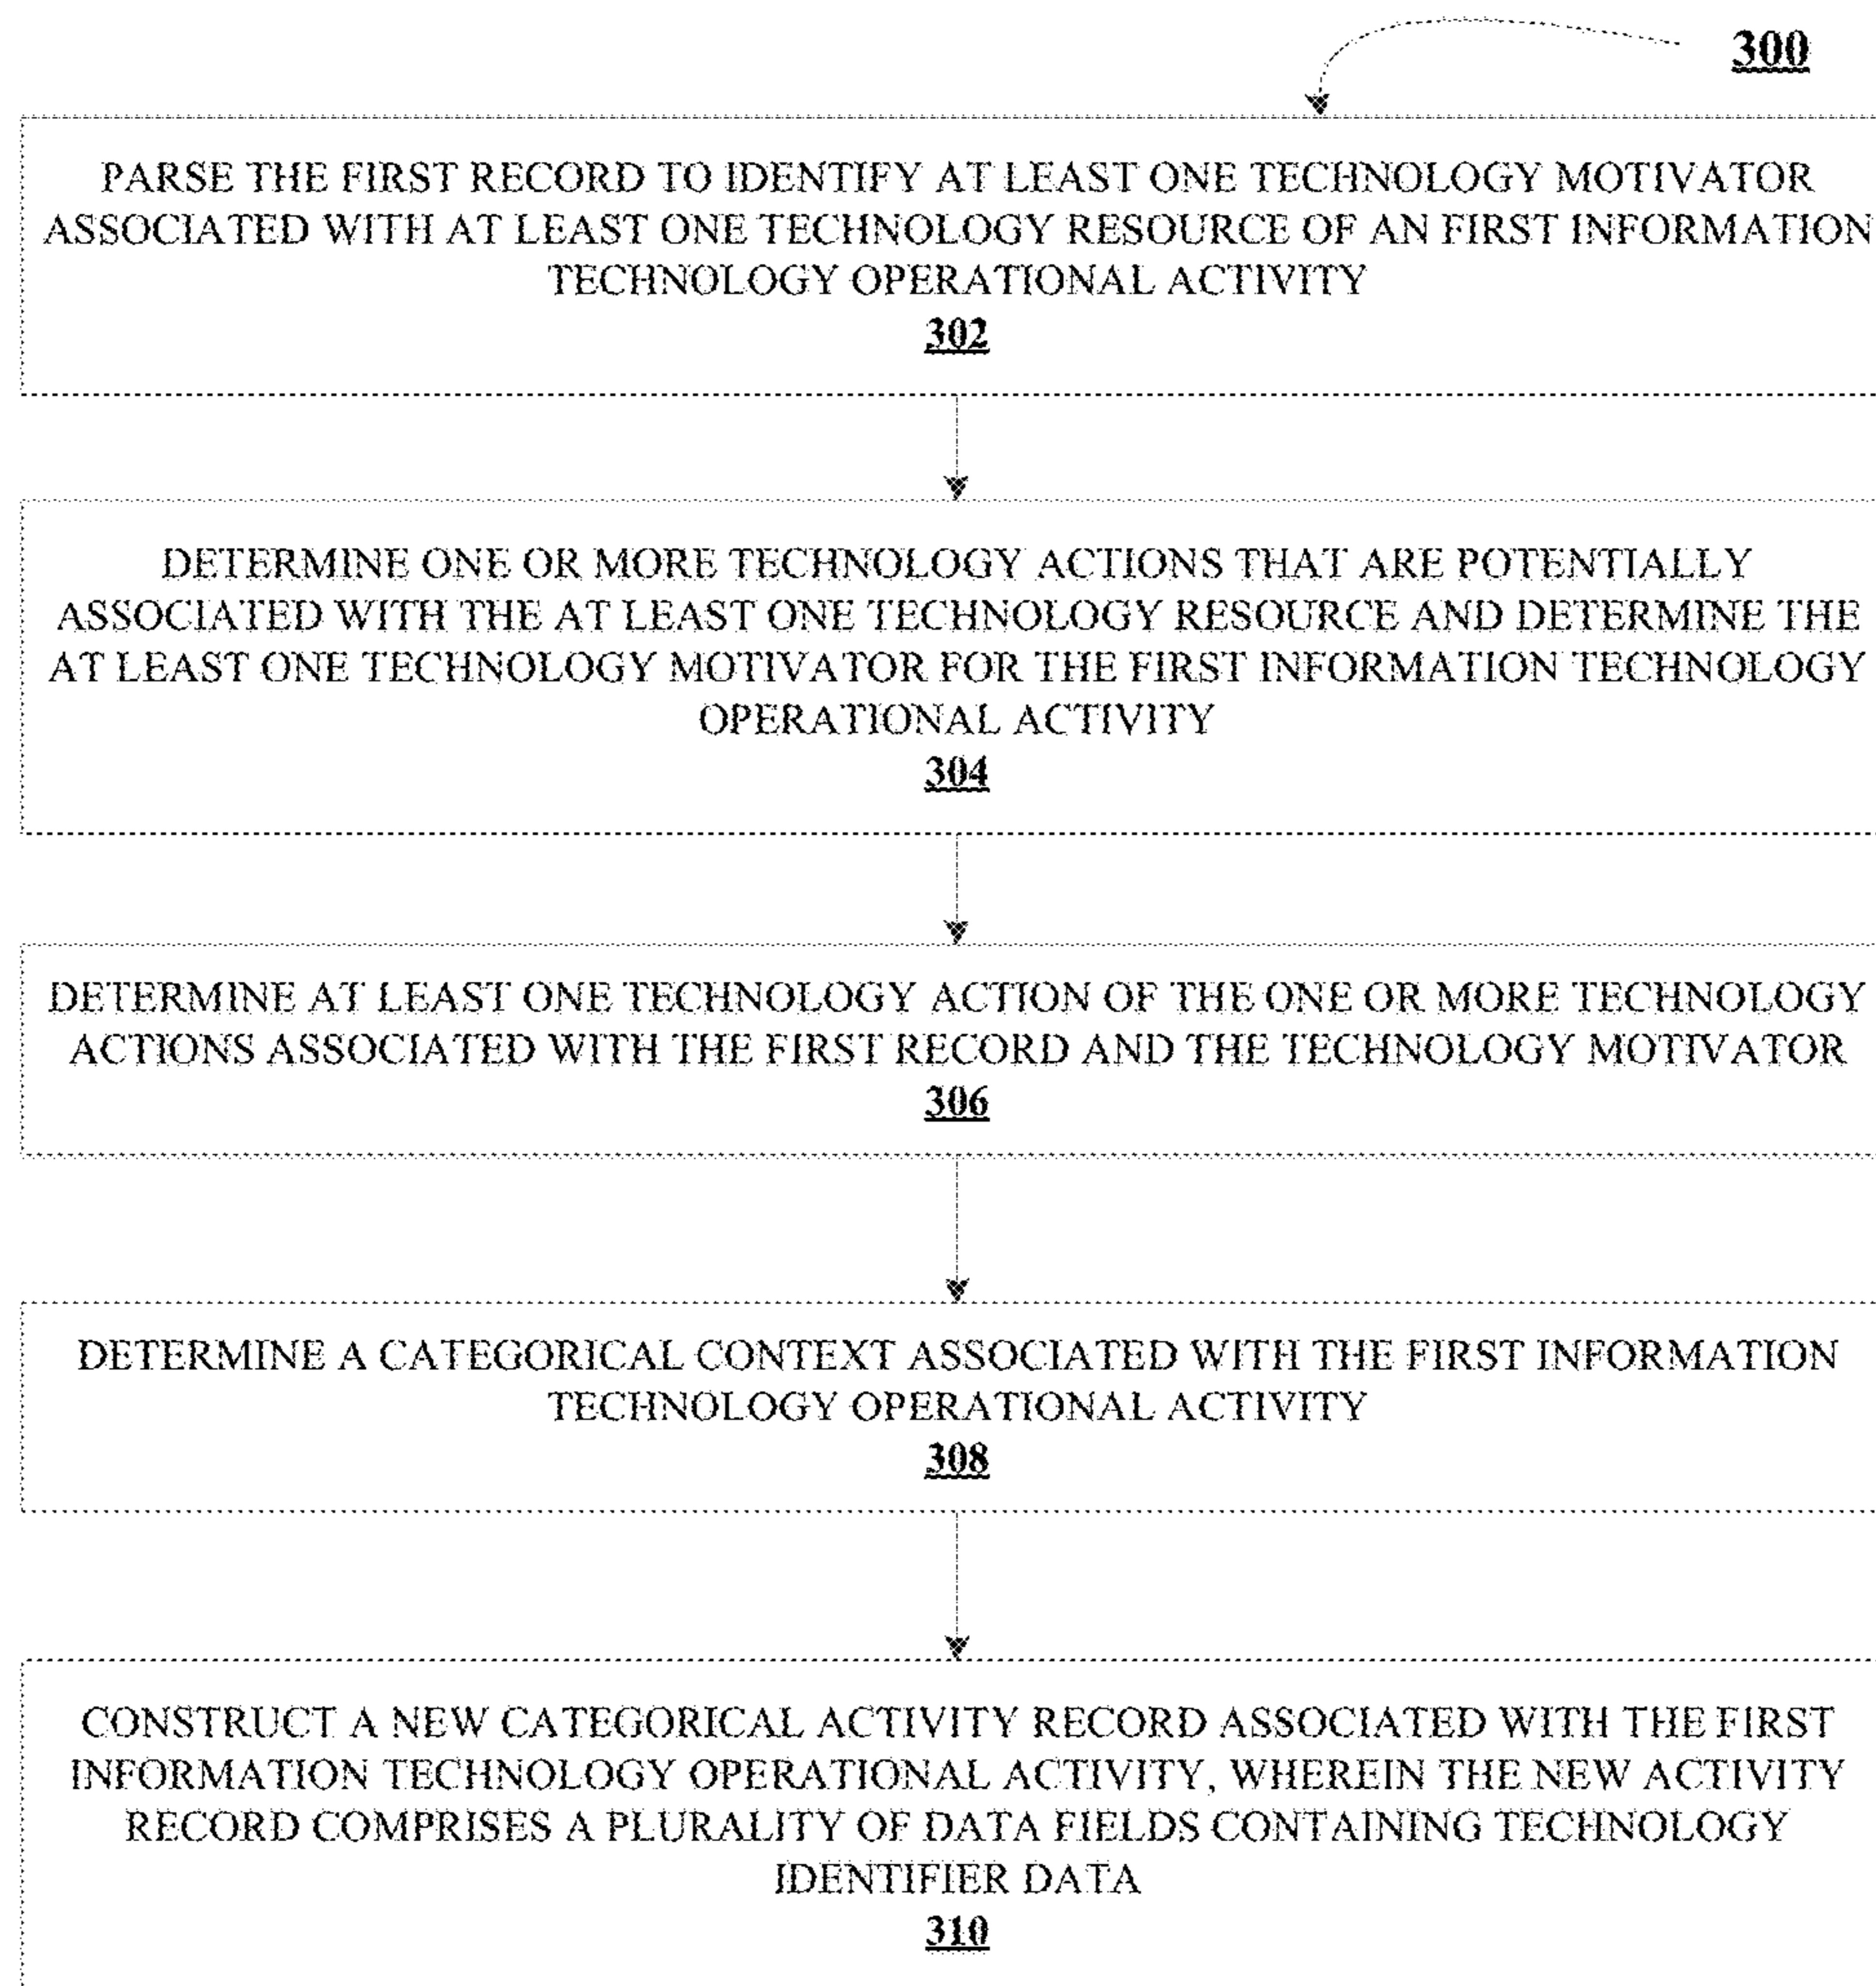 300
PARSE THE FIRST RECORD TO IDENTIFY AT LEAST ONE TECHNOLOGY MOTIVATOR
ASSOCIATED WITH AT LEAST ONE TECHNOLOGY RESOURCE OF AN FIRST INFORMATION
TECHNOLOGY OPERATIONAL ACTIVITY
302
DETERMINE ONE OR MORE TECHNOLOGY ACTIONS THAT ARE POTENTIALLY
ASSOCIATED WITH THE AT LEAST ONE TECHNOLOGY RESOURCE AND DETERMINE THE
AT LEAST ONE TECHNOLOGY MOTIVATOR FOR THE FIRST INFORMATION TECHNOLOGY
OPERATIONAL ACTIVITY
304
DETERMINE AT LEAST ONE TECHNOLOGY ACTION OF THE ONE OR MORE TECHNOLOGY
ACTIONS ASSOCIATED WITH THE FIRST RECORD AND THE TECHNOLOGY MOTIVATOR
306
DETERMINE A CATEGORICAL CONTEXT ASSOCIATED WITH THE FIRST INFORMATION
TECHNOLOGY OPERATIONAL ACTIVITY
308
CONSTRUCT A NEW CATEGORICAL ACTIVITY RECORD ASSOCIATED WITH THE FIRST
INFORMATION TECHNOLOGY OPERATIONAL ACTIVITY, WHEREIN THE NEW ACTIVITY
RECORD COMPRISES A PLURALITY OF DATA FIELDS CONTAINING TECHNOLOGY
IDENTIFIER DATA
310